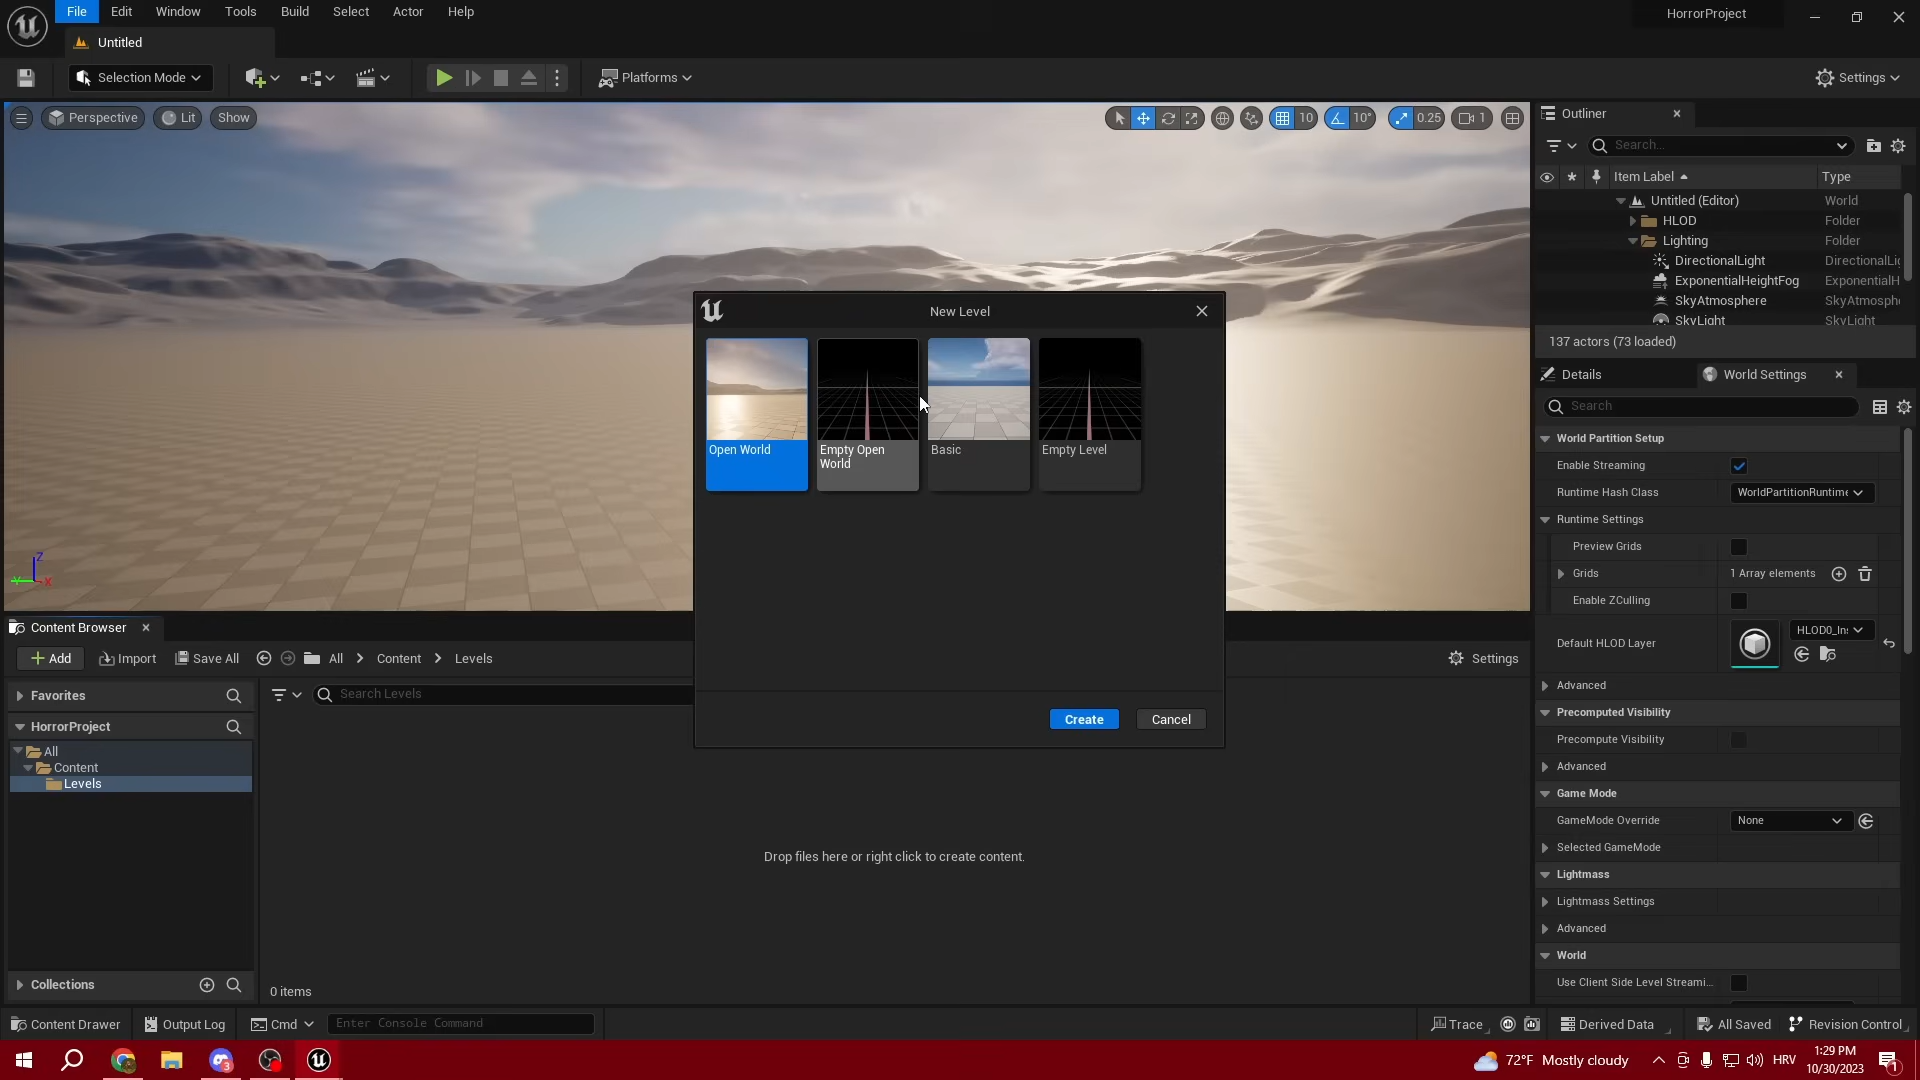 File Edit Window Tools Build Select Actor Help
HorrorProject
Untitled
Selection Mode
Platforms
Settings
Perspective
Lit
Show
10
10°
0.25
1
Outliner
Search...
Item Label
Type
Untitled (Editor) World
HLOD Folder
Lighting Folder
DirectionalLight DirectionalLig
ExponentialHeightFog ExponentialH
SkyAtmosphere SkyAtmosphe
SkyLight SkyLight
137 actors (73 loaded)
New Level
Open World
Empty Open
World
Basic
Empty Level
Create
Cancel
Details
World Settings
Search
World Partition Setup
Enable Streaming
Runtime Hash Class WorldPartitionRuntime
Runtime Settings
Preview Grids
Grids 1 Array elements
Enable ZCulling
Default HLOD Layer
HLOD0_In
Advanced
Precomputed Visibility
Precompute Visibility
Advanced
Game Mode
GameMode Override None
Selected GameMode
Lightmass
Lightmass Settings
Advanced
World
Use Client Side Level Streami...
Content Browser
Add
Import
Save All
All
Content
Levels
Settings
Favorites
Search Levels
HorrorProject
All
Content
Levels
Drop files here or right click to create content.
Collections
0 items
Content Drawer
Output Log
Cmd
Enter Console Command
Trace
Derived Data
All Saved
Revision Control
3
72°F Mostly cloudy
HRV
1:29 PM
10/30/2023
1